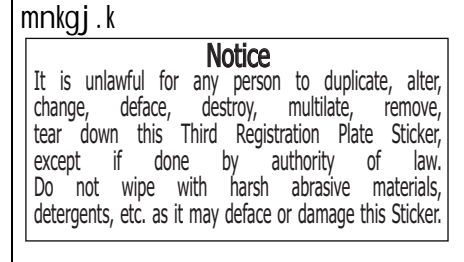 mnkgj.k
Notice
It is unlawful for any person to duplicate, alter,
change, deface, destroy, multilate, remove,
tear down this Third Registration Plate Sticker,
except if done by authority of law.
Do not wipe with harsh abrasive materials,
detergents, etc. as it may deface or damage this Sticker.